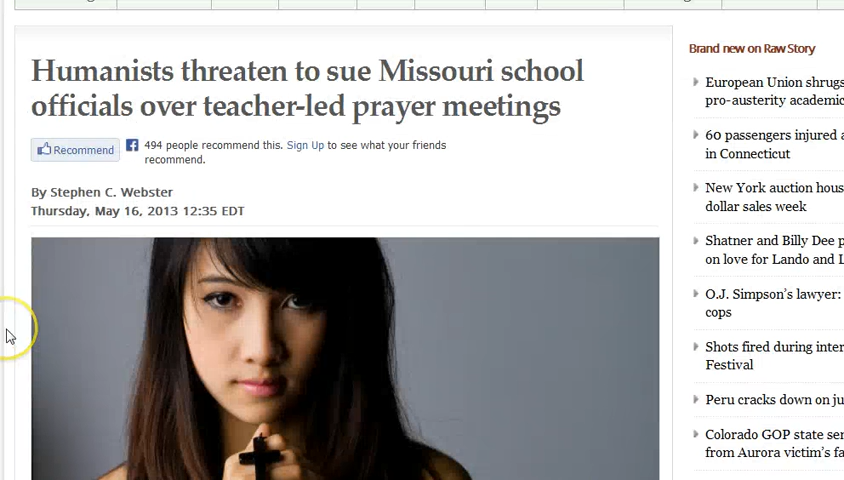 Humanists threaten to sue Missouri school
officials over teacher-led prayer meetings
Recommend
494 people recommend this. Sign Up to see what your friends
recommend.
By Stephen C. Webster
Thursday, May 16, 2013 12:35 EDT
Brand new on Raw Story
European Union shrugs
pro-austerity academic
60 passengers injured
in Connecticut
New York auction hous
dollar sales week
Shatner and Billy Dee p
on love for Lando and L
O.J. Simpson’s lawyer:
cops
Shots fired during inter
Festival
Peru cracks down on ju
Colorado GOP state sen
from Aurora victim’s fa